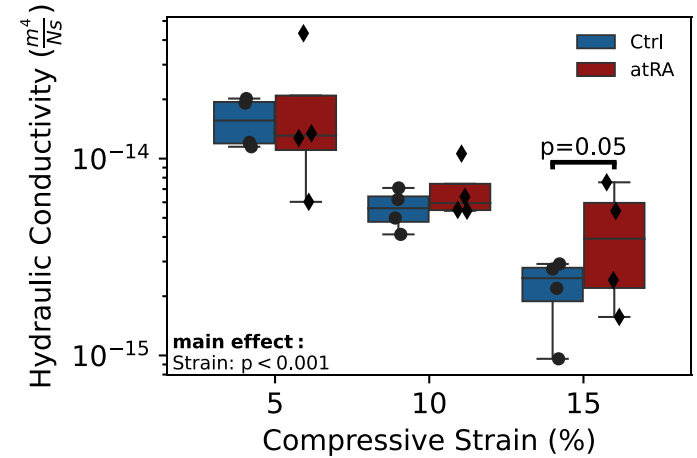 Hydraulic Conductivity (m⁴/Ns)
10⁻¹⁴
10⁻¹⁵
Ctrl
atRA
p=0.05
main effect:
Strain: p < 0.001
5 10 15
Compressive Strain (%)